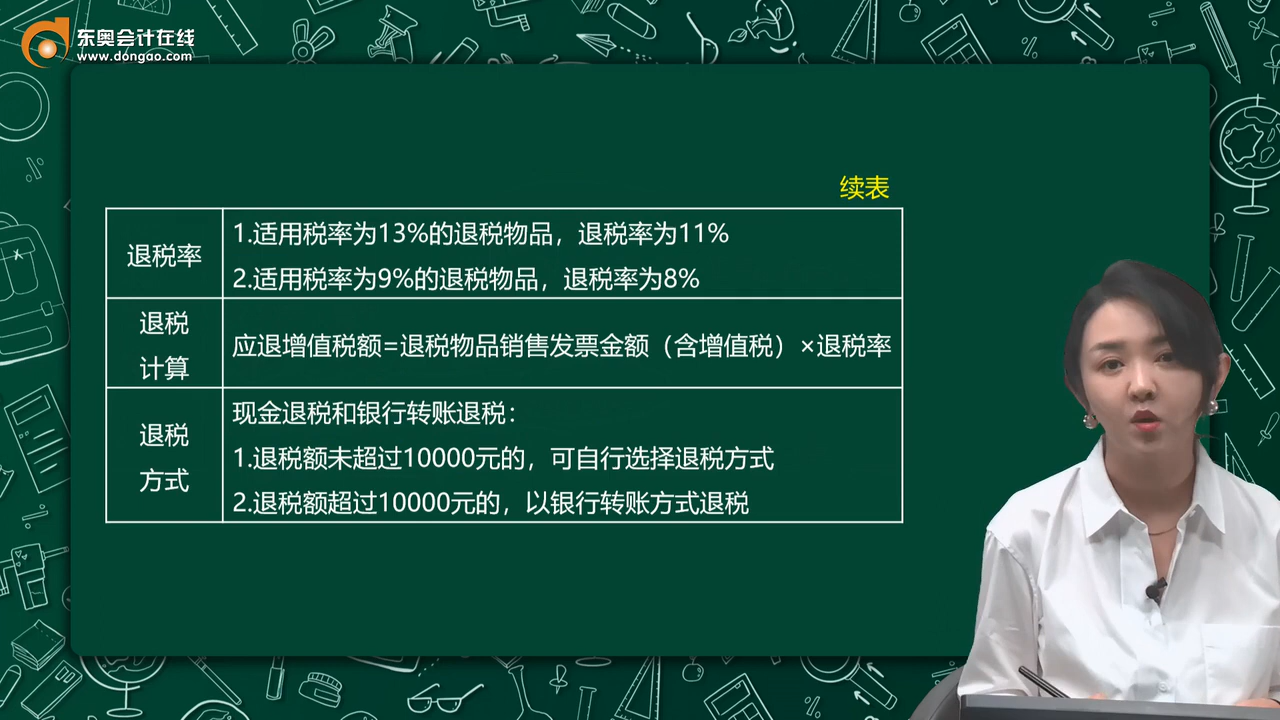 东奥会计在线
www.dongao.com
续表
退税率
1.适用税率为13%的退税物品，退税率为11%
2.适用税率为9%的退税物品，退税率为8%
退税
计算
应退增值税额=退税物品销售发票金额（含增值税）×退税率
退税
方式
现金退税和银行转账退税：
1.退税额未超过10000元的，可自行选择退税方式
2.退税额超过10000元的，以银行转账方式退税